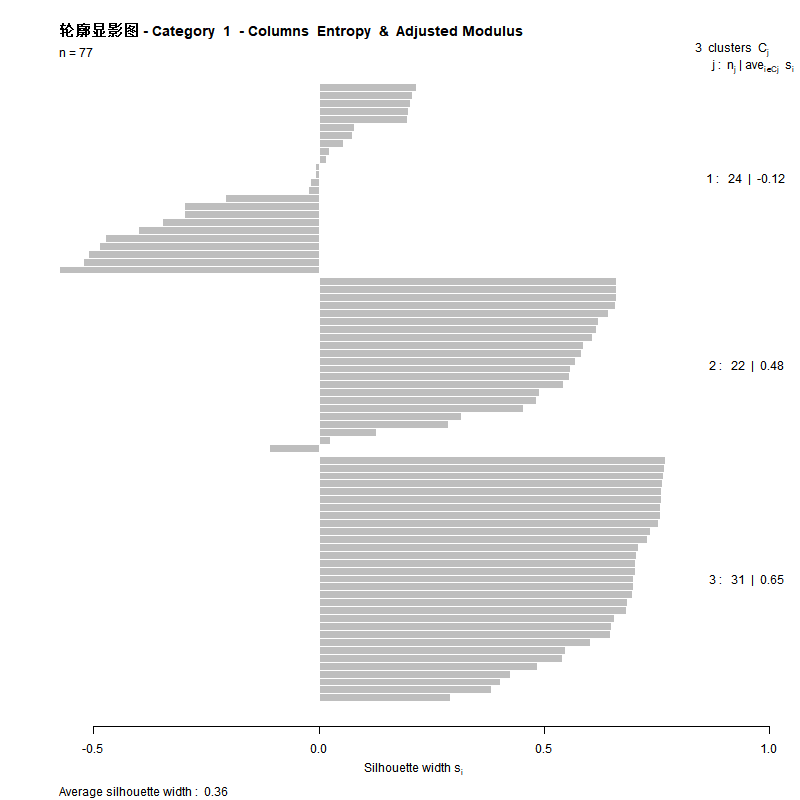 轮廓显影图 - Category 1 - Columns Entropy & Adjusted Modulus
n = 77
3 clusters Cj
j : nj | avei∈Cj si
1 : 24 | -0.12
2 : 22 | 0.48
3 : 31 | 0.65
-0.5 0.0 0.5 1.0
Silhouette width si
Average silhouette width : 0.36